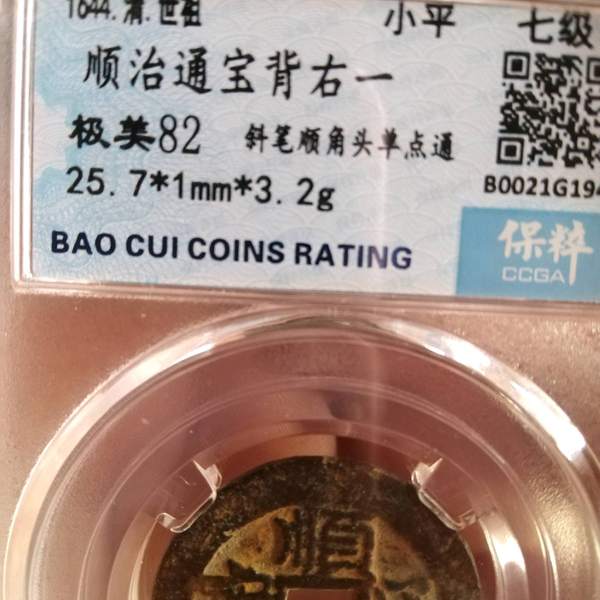 1644.清.世祖 小平 七级
顺治通宝背右一
极美82 斜笔顺角头单点通
25.7*1mm*3.2g
B0021G194
BAO CUI COINS RATING
保粹
CCGA
順